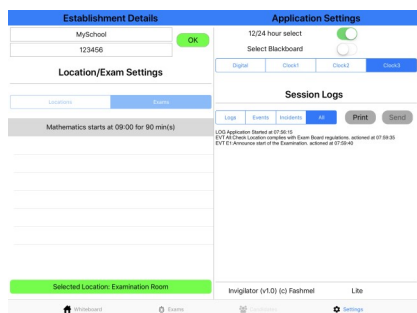 Establishment Details
MySchool
123456
OK
Location/Exam Settings
Locations
Exams
Mathematics starts at 09:00 for 90 min(s)
Selected Location: Examination Room
Application Settings
12/24 hour select
Select Blackboard
Digital
Clock1
Clock2
Clock3
Session Logs
Logs
Events
Incidents
All
Print
Send
LOG Application Started at 07:56:10
EVT All:Check Location complies with Exam Board regulations. actioned at 07:59:35
EVT E1:Announce start of the Examination. actioned at 07:59:40
Invigilator (v1.0) (c) Fashmel
Lite
Whiteboard
Exams
Candidates
Settings